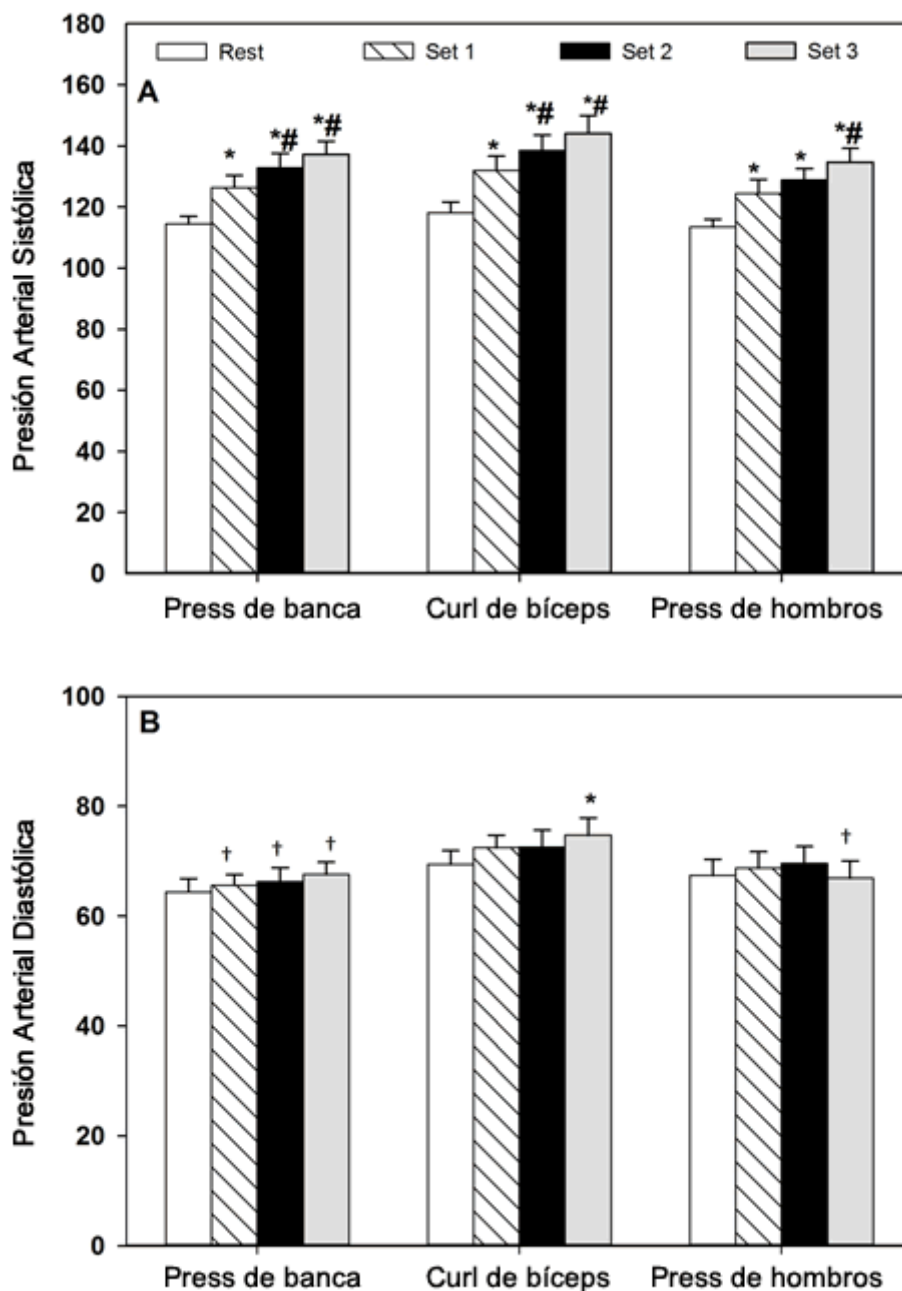 180
160
140
120
100
80
60
40
20
0
Presión Arterial Sistólica
A
Rest Set 1 Set 2 Set 3
* *# *# * *# *# * * *#
Press de banca Curl de bíceps Press de hombros
100
80
60
40
20
0
Presión Arterial Diastólica
B
† † † * †
Press de banca Curl de bíceps Press de hombros